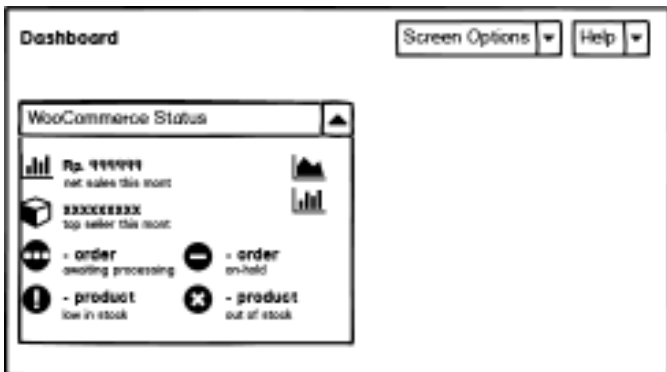 Dashboard
Screen Options
Help
WooCommerce Status
Rp. 999999
net sales this mont
xxxxxxxxx
top seller this mont
- order
awaiting processing
- order
on-hold
- product
low in stock
- product
out of stock